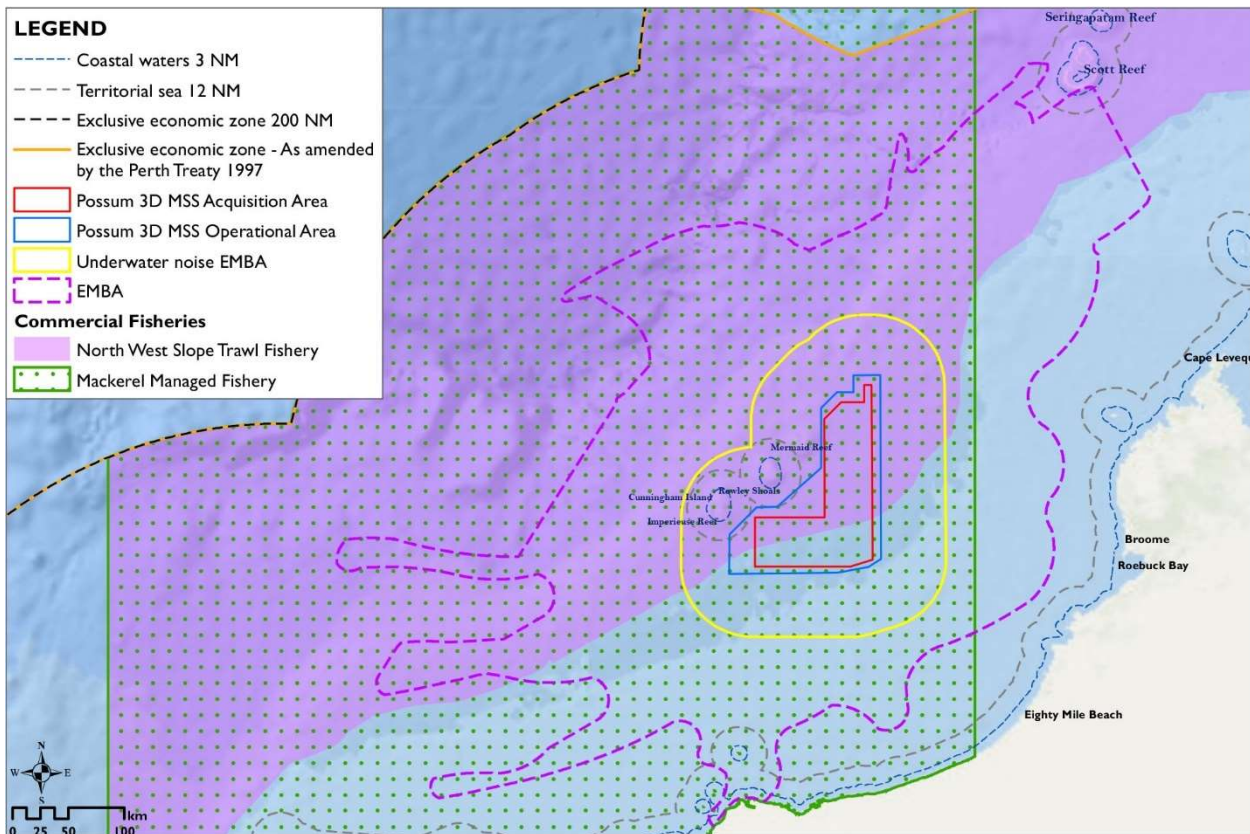 LEGEND
Coastal waters 3 NM
Territorial sea 12 NM
Exclusive economic zone 200 NM
Exclusive economic zone - As amended
by the Perth Treaty 1997
Possum 3D MSS Acquisition Area
Possum 3D MSS Operational Area
Underwater noise EMBA
EMBA
Commercial Fisheries
North West Slope Trawl Fishery
Mackerel Managed Fishery
Seringapatam Reef
Scott Reef
Cape Levequ
Mermaid Reef
Cunningham Island
Rowley Shoals
Imperieuse Reef
Broome
Roebuck Bay
Eighty Mile Beach
N
W E
S
km
0 25 50 100